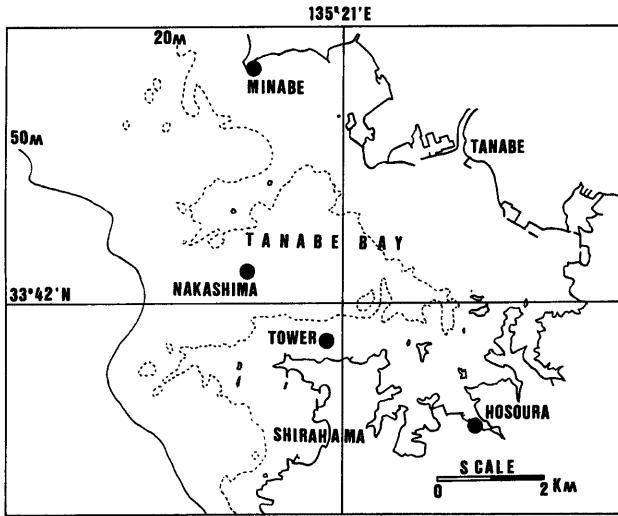 135°21'E
20m
MINABE
50m
TANABE
TANABE BAY
NAKASHIMA
33°42'N
TOWER
SHIRAHAMA
HOSOURA
SCALE
0 2 Km